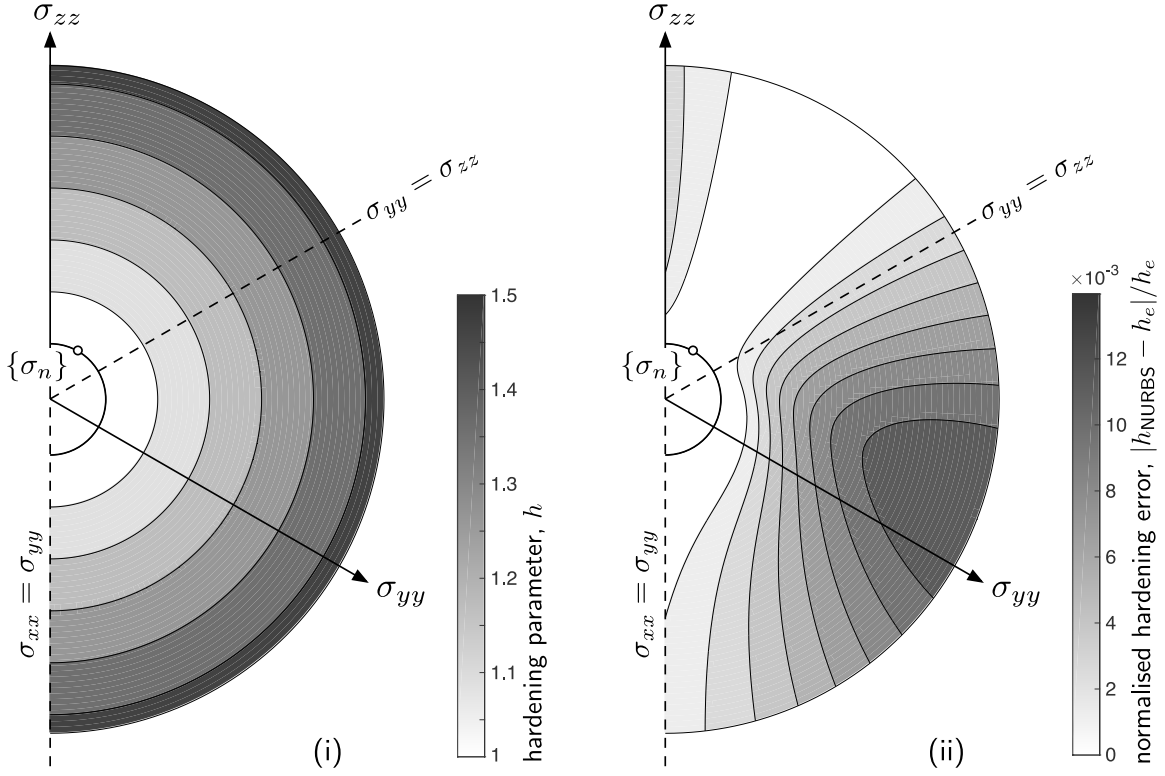 σzz
σyy = σzz
{σn}
σxx = σyy
σyy
1.5
1.4
1.3
1.2
1.1
1
hardening parameter, h
(i)
σzz
σyy = σzz
{σn}
σxx = σyy
σyy
×10-3
12
10
8
6
4
2
0
normalised hardening error, |hNURBS − he|/he
(ii)